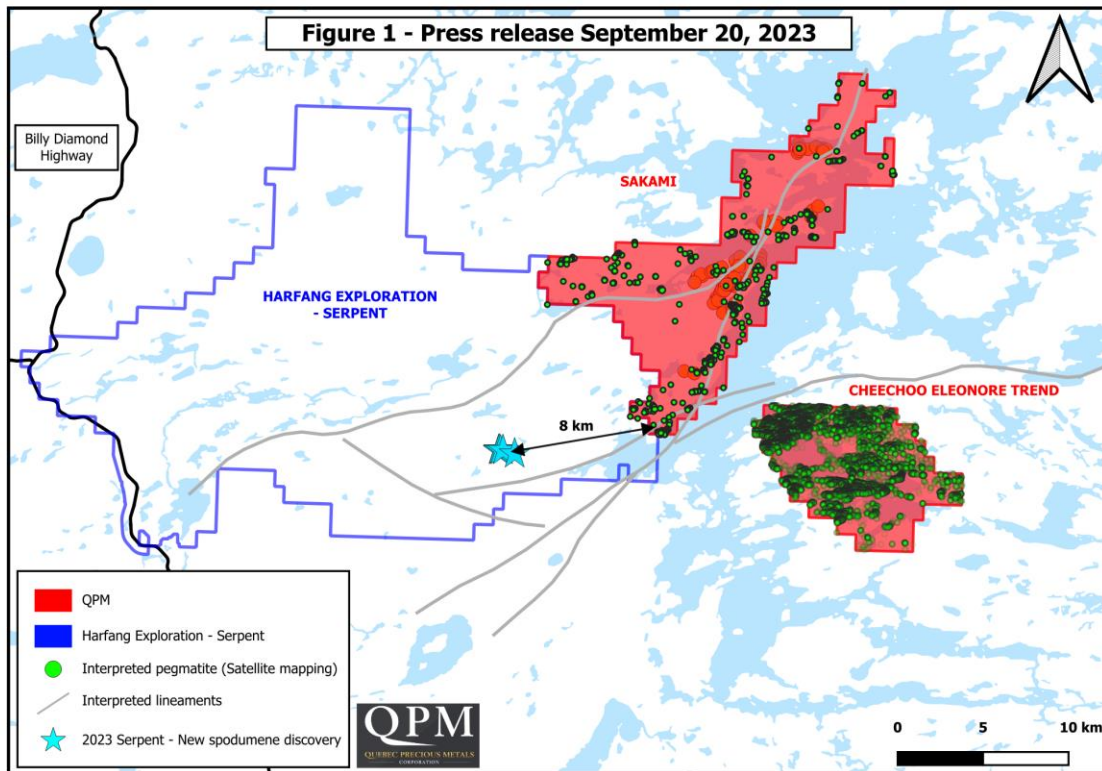 Figure 1 - Press release September 20, 2023
Billy Diamond
Highway
SAKAMI
HARFANG EXPLORATION
- SERPENT
CHEECHOO ELEONORE TREND
8 km
QPM
Harfang Exploration - Serpent
Interpreted pegmatite (Satellite mapping)
Interpreted lineaments
2023 Serpent - New spodumene discovery
QPM
QUEBEC PRECIOUS METALS
CORPORATION
0 5 10 km